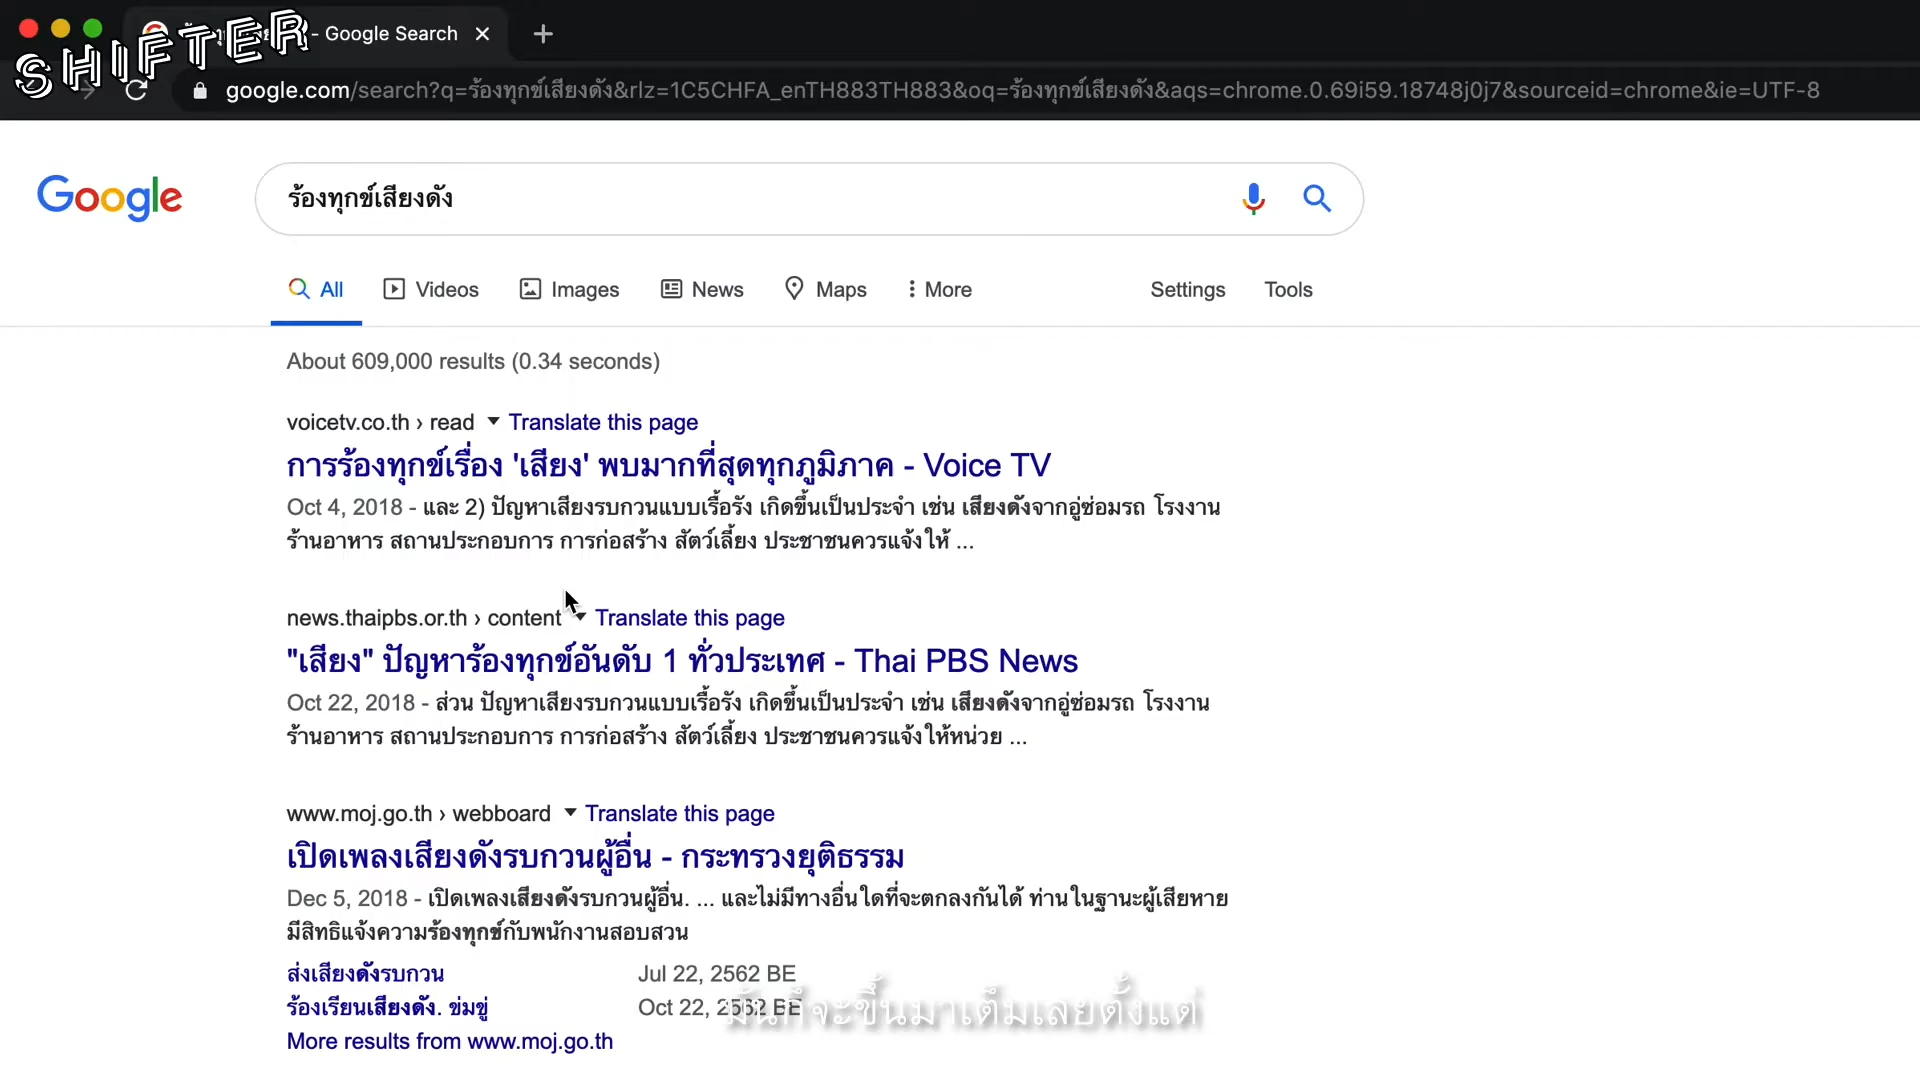 SHIFTER
- Google Search
google.com/search?q=ร้องทุกข์เสียงดัง&rlz=1C5CHFA_enTH883TH883&oq=ร้องทุกข์เสียงดัง&aqs=chrome.0.69i59.18748j0j7&sourceid=chrome&ie=UTF-8
Google
ร้องทุกข์เสียงดัง
All Videos Images News Maps More Settings Tools
About 609,000 results (0.34 seconds)
voicetv.co.th › read Translate this page
การร้องทุกข์เรื่อง 'เสียง' พบมากที่สุดทุกภูมิภาค - Voice TV
Oct 4, 2018 - และ 2) ปัญหาเสียงรบกวนแบบเรื้อรัง เกิดขึ้นเป็นประจำ เช่น เสียงดังจากอู่ซ่อมรถ โรงงาน
ร้านอาหาร สถานประกอบการ การก่อสร้าง สัตว์เลี้ยง ประชาชนควรแจ้งให้ ...
news.thaipbs.or.th › content Translate this page
"เสียง" ปัญหาร้องทุกข์อันดับ 1 ทั่วประเทศ - Thai PBS News
Oct 22, 2018 - ส่วน ปัญหาเสียงรบกวนแบบเรื้อรัง เกิดขึ้นเป็นประจำ เช่น เสียงดังจากอู่ซ่อมรถ โรงงาน
ร้านอาหาร สถานประกอบการ การก่อสร้าง สัตว์เลี้ยง ประชาชนควรแจ้งให้หน่วย ...
www.moj.go.th › webboard Translate this page
เปิดเพลงเสียงดังรบกวนผู้อื่น - กระทรวงยุติธรรม
Dec 5, 2018 - เปิดเพลงเสียงดังรบกวนผู้อื่น. ... และไม่มีทางอื่นใดที่จะตกลงกันได้ ท่านในฐานะผู้เสียหาย
มีสิทธิแจ้งความร้องทุกข์กับพนักงานสอบสวน
ส่งเสียงดังรบกวน Jul 22, 2562 BE
ร้องเรียนเสียงดัง. ข่มขู่ Oct 22, 2562 BE
มันก็จะขึ้นมาเต็มเลยตั้งแต่
More results from www.moj.go.th